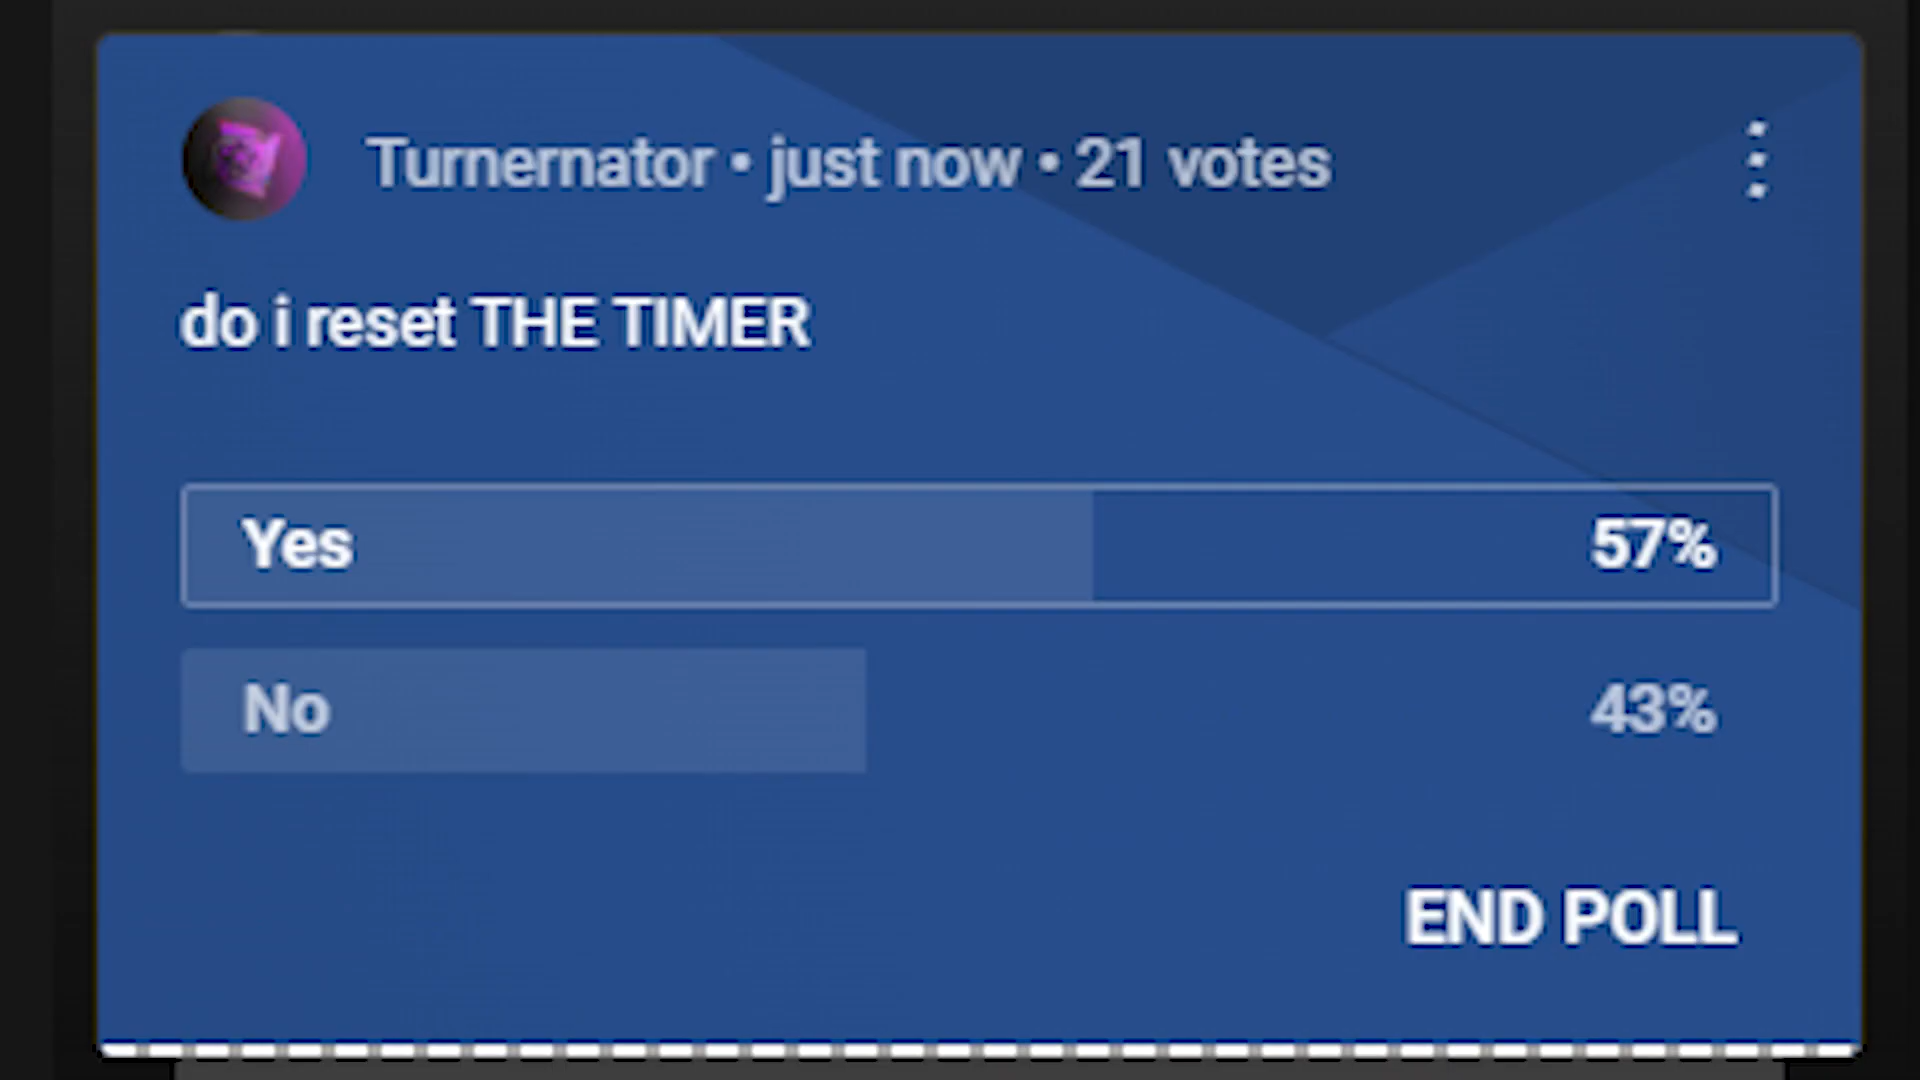 Turnernator • just now • 21 votes
do i reset THE TIMER
Yes 57%
No 43%
END POLL